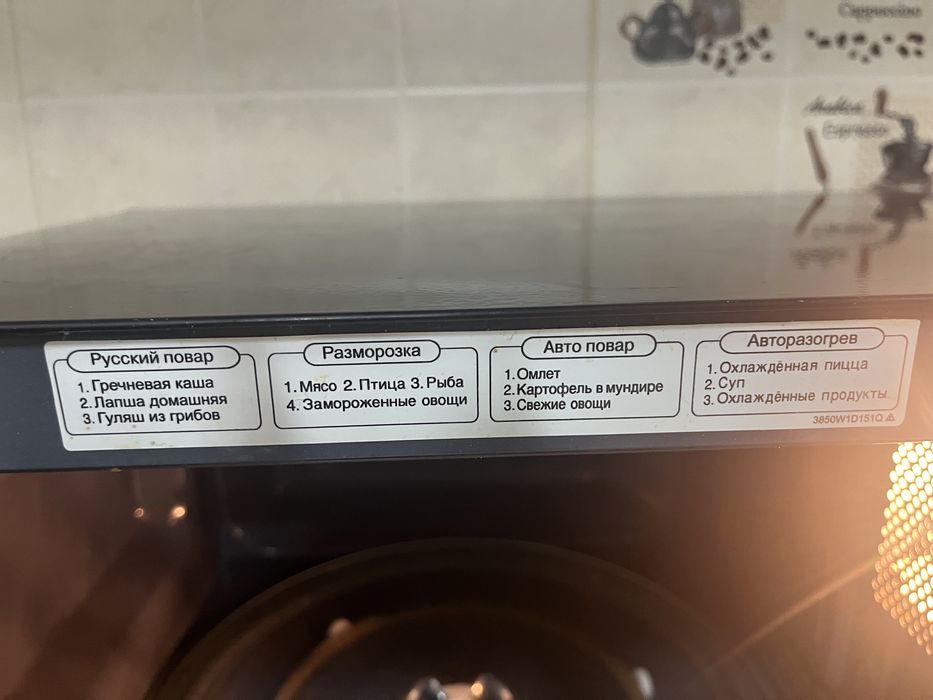 Cappuccino
Espresso
Русский повар
1. Гречневая каша
2. Лапша домашняя
3. Гуляш из грибов
Разморозка
1. Мясо 2. Птица 3. Рыба
4. Замороженные овощи
Авто повар
1. Омлет
2. Картофель в мундире
3. Свежие овощи
Авторазогрев
1. Охлаждённая пицца
2. Суп
3. Охлаждённые продукты
3850W1D151Q